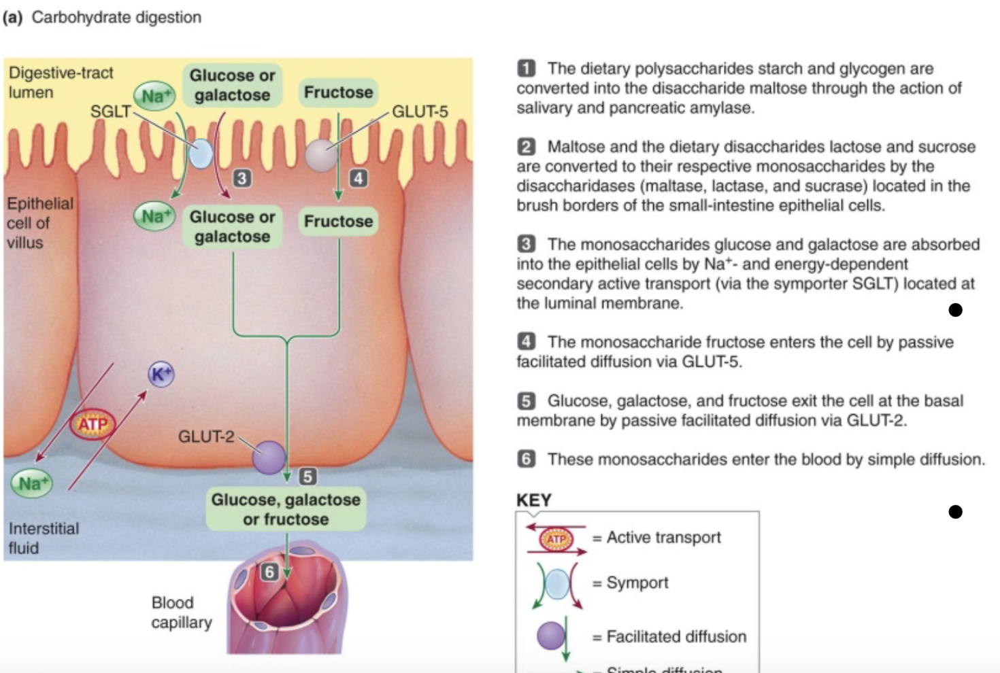 (a) Carbohydrate digestion
Digestive-tract
lumen
Na+
Glucose or
galactose
Fructose
SGLT
GLUT-5
3
4
Epithelial
cell of
villus
Na+
Glucose or
galactose
Fructose
K+
ATP
GLUT-2
Na+
5
Glucose, galactose
or fructose
Interstitial
fluid
6
Blood
capillary
1 The dietary polysaccharides starch and glycogen are
converted into the disaccharide maltose through the action of
salivary and pancreatic amylase.
2 Maltose and the dietary disaccharides lactose and sucrose
are converted to their respective monosaccharides by the
disaccharidases (maltase, lactase, and sucrase) located in the
brush borders of the small-intestine epithelial cells.
3 The monosaccharides glucose and galactose are absorbed
into the epithelial cells by Na+- and energy-dependent
secondary active transport (via the symporter SGLT) located at
the luminal membrane.
4 The monosaccharide fructose enters the cell by passive
facilitated diffusion via GLUT-5.
5 Glucose, galactose, and fructose exit the cell at the basal
membrane by passive facilitated diffusion via GLUT-2.
6 These monosaccharides enter the blood by simple diffusion.
KEY
ATP = Active transport
= Symport
= Facilitated diffusion
= Simple diffusion